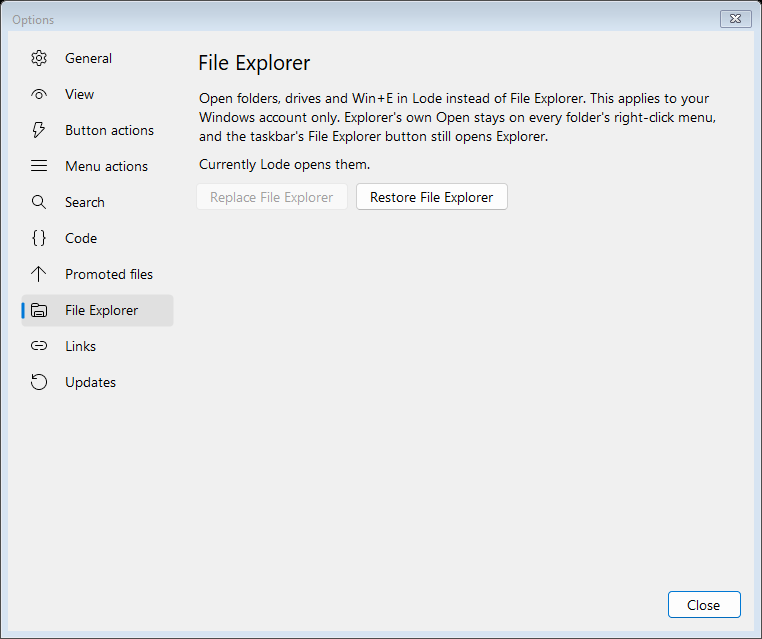 Options
General
View
Button actions
Menu actions
Search
Code
Promoted files
File Explorer
Links
Updates
File Explorer
Open folders, drives and Win+E in Lode instead of File Explorer. This applies to your
Windows account only. Explorer's own Open stays on every folder's right-click menu,
and the taskbar's File Explorer button still opens Explorer.
Currently Lode opens them.
Replace File Explorer
Restore File Explorer
Close